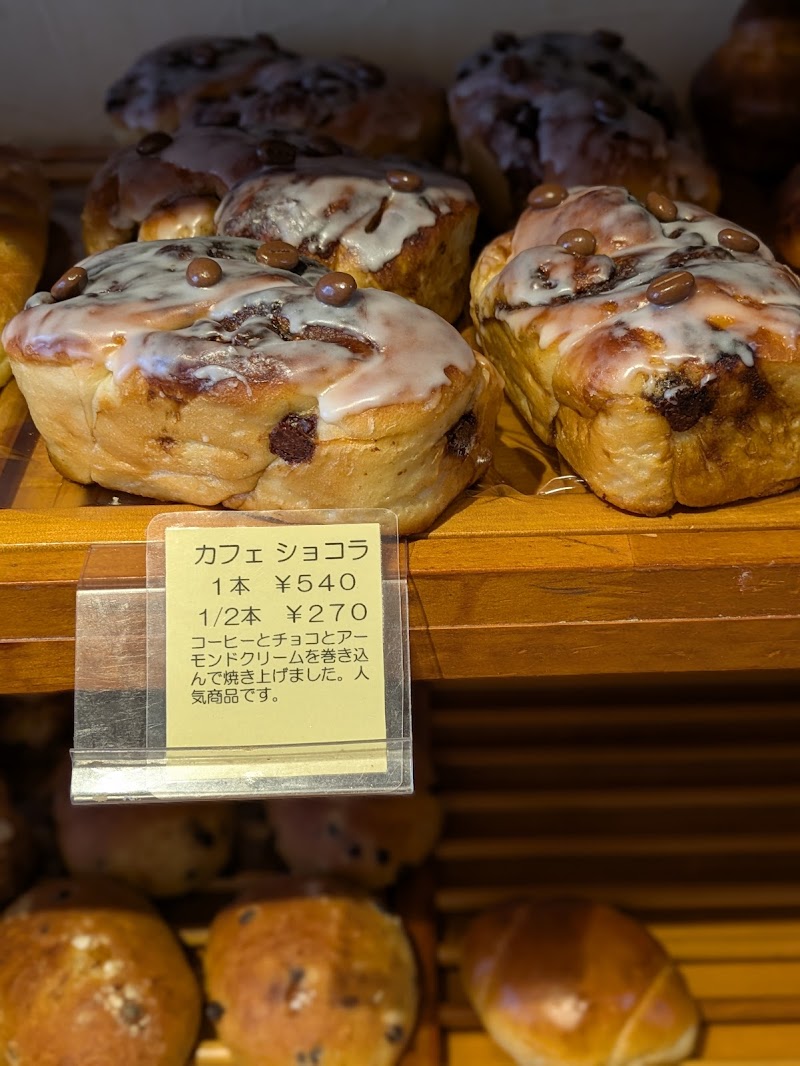 カフェ ショコラ
1本 ¥540
1/2本 ¥270
コーヒーとチョコとアー
モンドクリームを巻き込
んで焼き上げました。人
気商品です。